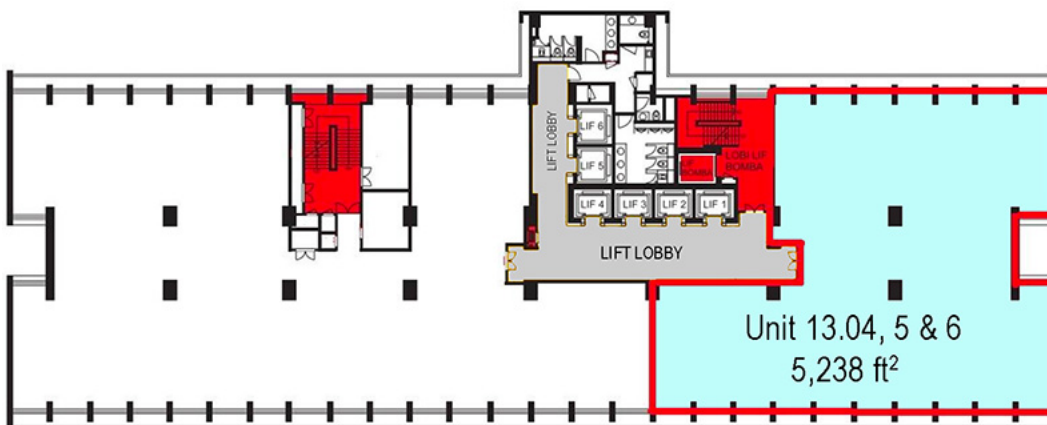 LIFT LOBBY
LIF 6
LIF 5
LIF
BOMBA
LOBI LIF
BOMBA
LIF 4
LIF 3
LIF 2
LIF 1
LIFT LOBBY
Unit 13.04, 5 & 6
5,238 ft²